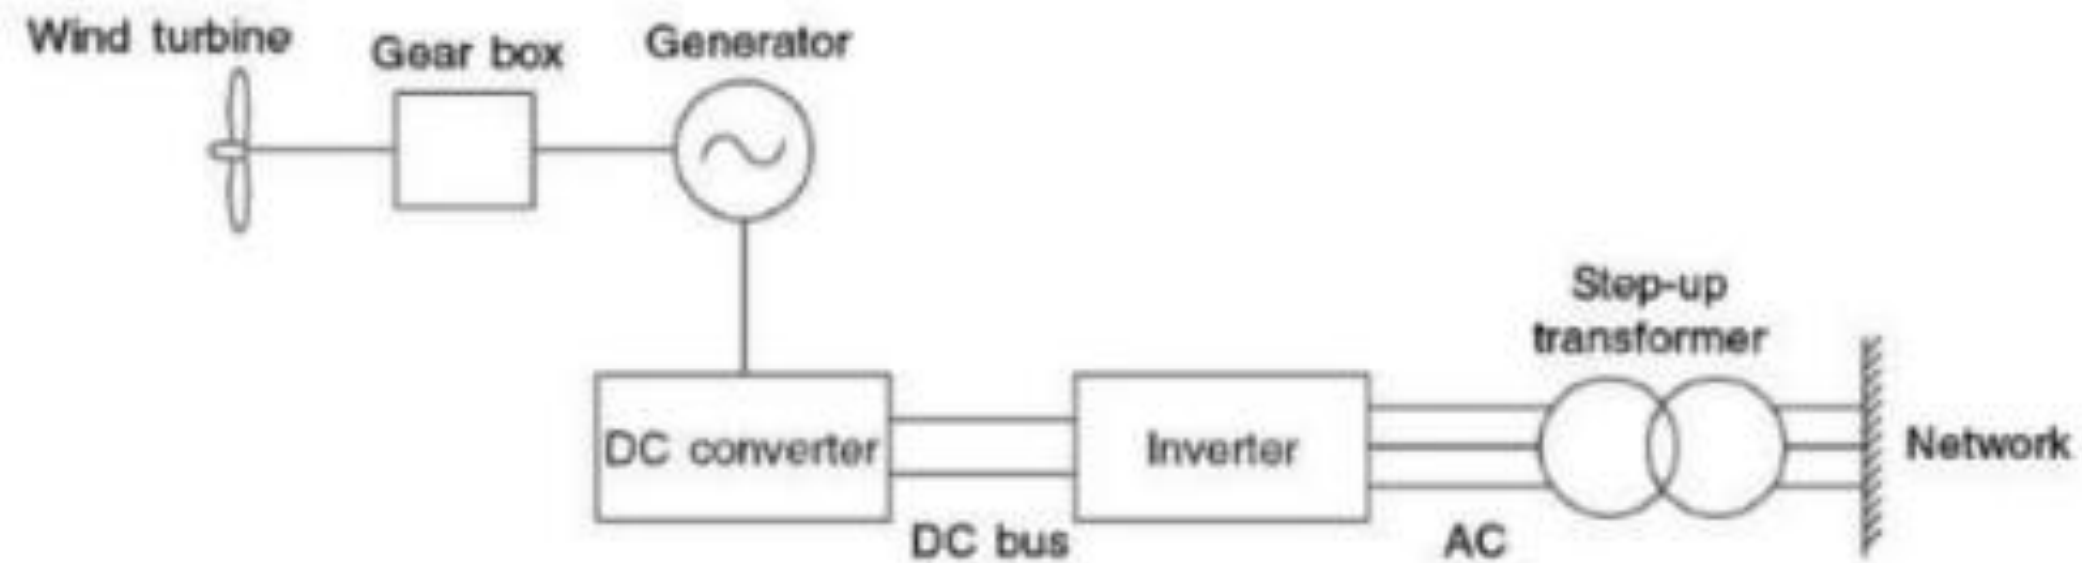 Wind turbine
Gear box
Generator
Step-up
transformer
DC converter
Inverter
Network
DC bus
AC